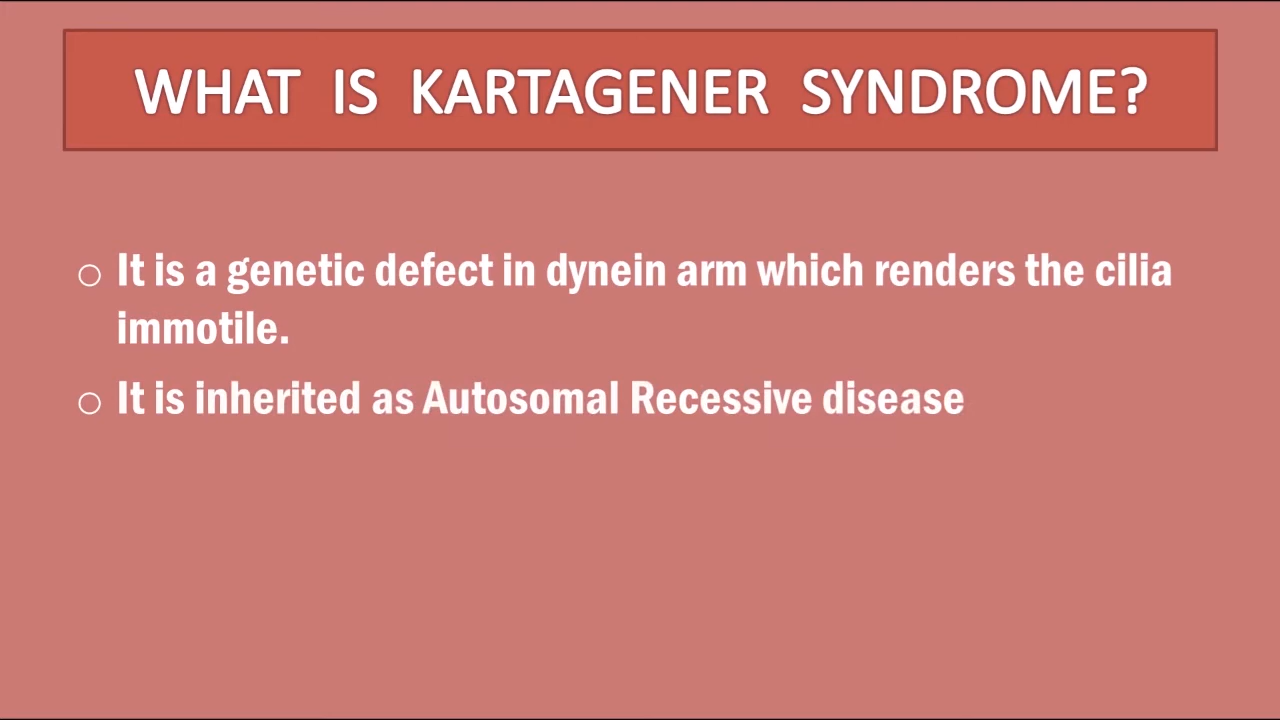 WHAT IS KARTAGENER SYNDROME?
○ It is a genetic defect in dynein arm which renders the cilia
immotile.
○ It is inherited as Autosomal Recessive disease